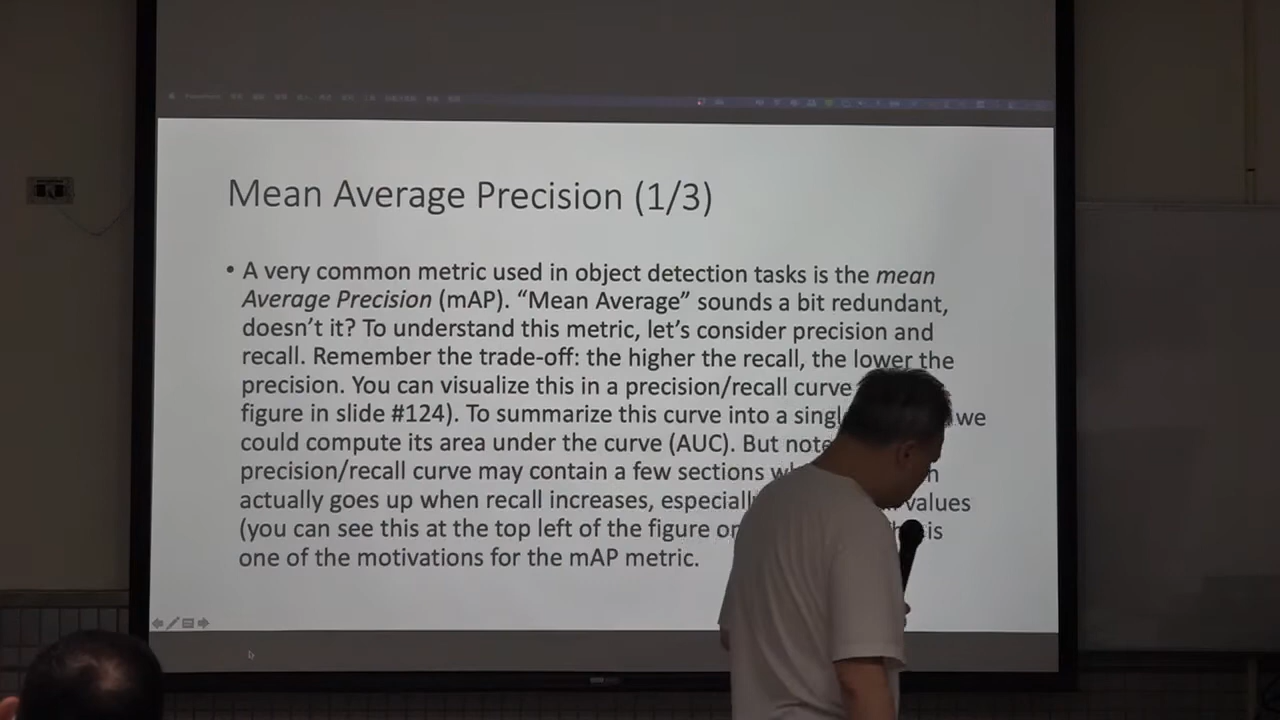 Mean Average Precision (1/3)
• A very common metric used in object detection tasks is the mean
Average Precision (mAP). “Mean Average” sounds a bit redundant,
doesn’t it? To understand this metric, let’s consider precision and
recall. Remember the trade-off: the higher the recall, the lower the
precision. You can visualize this in a precision/recall curve
figure in slide #124). To summarize this curve into a we
could compute its area under the curve (AUC). But note
precision/recall curve may contain a few sections
actually goes up when recall increases, values
(you can see this at the top left of the figure is
one of the motivations for the mAP metric.